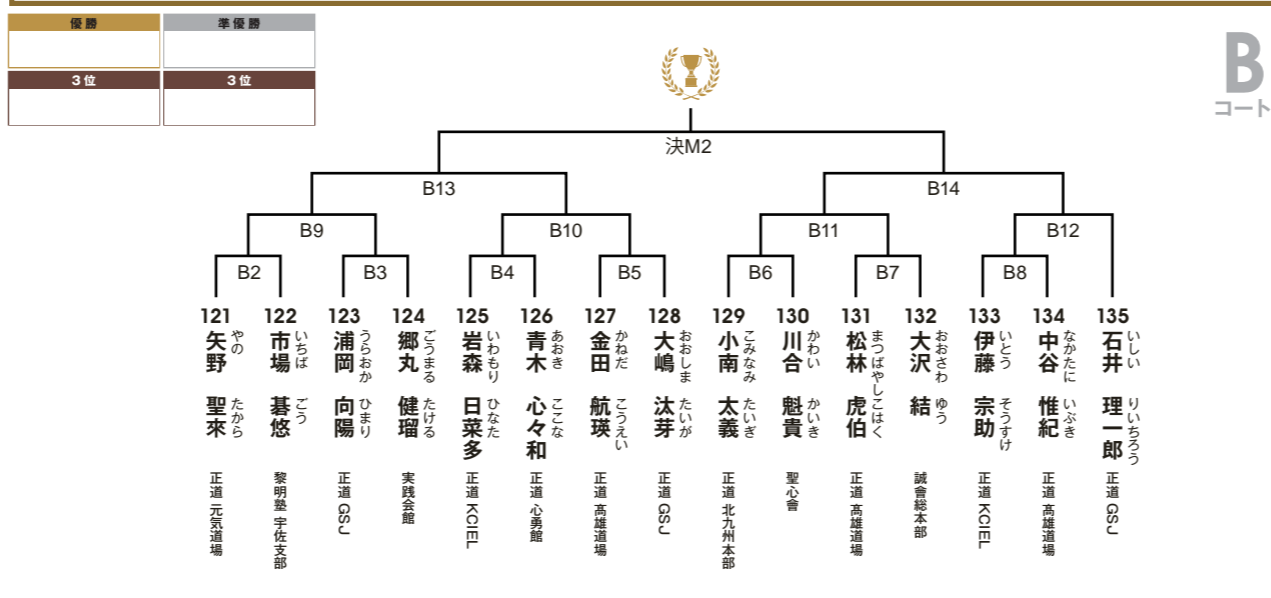 優勝
準優勝
3位
3位
B
コート
決M2
B13
B14
B9
B10
B11
B12
B2
B3
B4
B5
B6
B7
B8
121
矢野 聖來
やの たから
正道 元気道場
122
市場 碁悠
いちば ごう
黎明塾 宇佐支部
123
浦岡 向陽
うらおか ひまり
正道 GSJ
124
郷丸 健瑠
ごうまる たける
実践会館
125
岩森 日菜多
いわもり ひなた
正道 KCIEL
126
青木 心々和
あおき ここな
正道 心勇館
127
金田 航瑛
かねだ こうえい
正道 髙雄道場
128
大嶋 汰芽
おおしま たいが
正道 GSJ
129
小南 太義
こみなみ たいぎ
正道 北九州本部
130
川合 魁貴
かわい かいき
聖心會
131
松林 虎伯
まつばやし こはく
正道 髙雄道場
132
大沢 結
おおさわ ゆう
誠會総本部
133
伊藤 宗助
いとう そうすけ
正道 KCIEL
134
中谷 惟紀
なかたに いぶき
正道 髙雄道場
135
石井 理一郎
いしい りいちろう
正道 GSJ